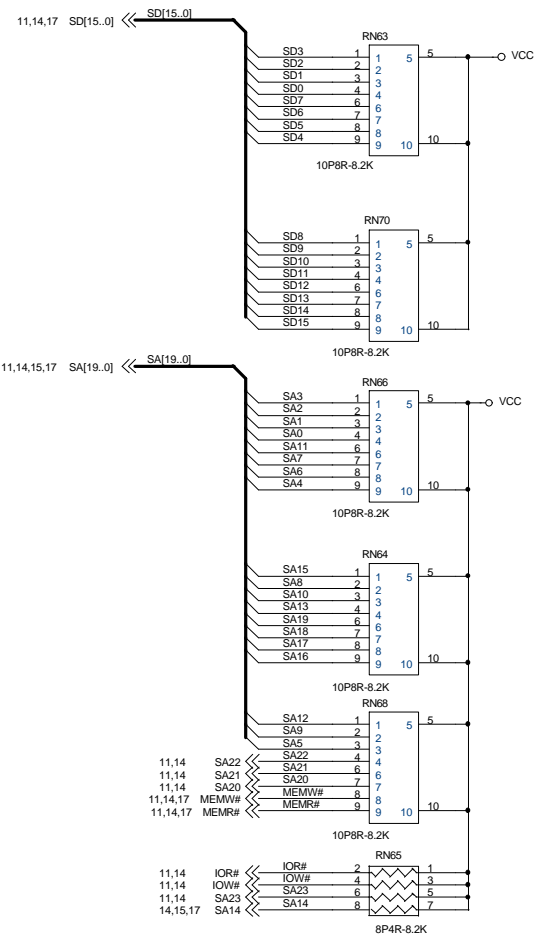 11,14,17 SD[15..0] SD[15..0]
RN63
SD3 1 1 5 5 VCC
SD2 2 2
SD1 3 3
SD0 4 4
SD7 6 6
SD6 7 7
SD5 8 8
SD4 9 9 10 10
10P8R-8.2K
RN70
SD8 1 1 5 5
SD9 2 2
SD10 3 3
SD11 4 4
SD12 6 6
SD13 7 7
SD14 8 8
SD15 9 9 10 10
10P8R-8.2K
11,14,15,17 SA[19..0] SA[19..0]
RN66
SA3 1 1 5 5 VCC
SA2 2 2
SA1 3 3
SA0 4 4
SA11 6 6
SA7 7 7
SA6 8 8
SA4 9 9 10 10
10P8R-8.2K
RN64
SA15 1 1 5 5
SA8 2 2
SA10 3 3
SA13 4 4
SA19 6 6
SA18 7 7
SA17 8 8
SA16 9 9 10 10
10P8R-8.2K
RN68
SA12 1 1 5 5
SA9 2 2
SA5 3 3
11,14 SA22 SA22 4 4
11,14 SA21 SA21 6 6
11,14 SA20 SA20 7 7
11,14,17 MEMW# MEMW# 8 8
11,14,17 MEMR# MEMR# 9 9 10 10
10P8R-8.2K
RN65
11,14 IOR# IOR# 2 1
11,14 IOW# IOW# 4 3
11,14 SA23 SA23 6 5
14,15,17 SA14 SA14 8 7
8P4R-8.2K